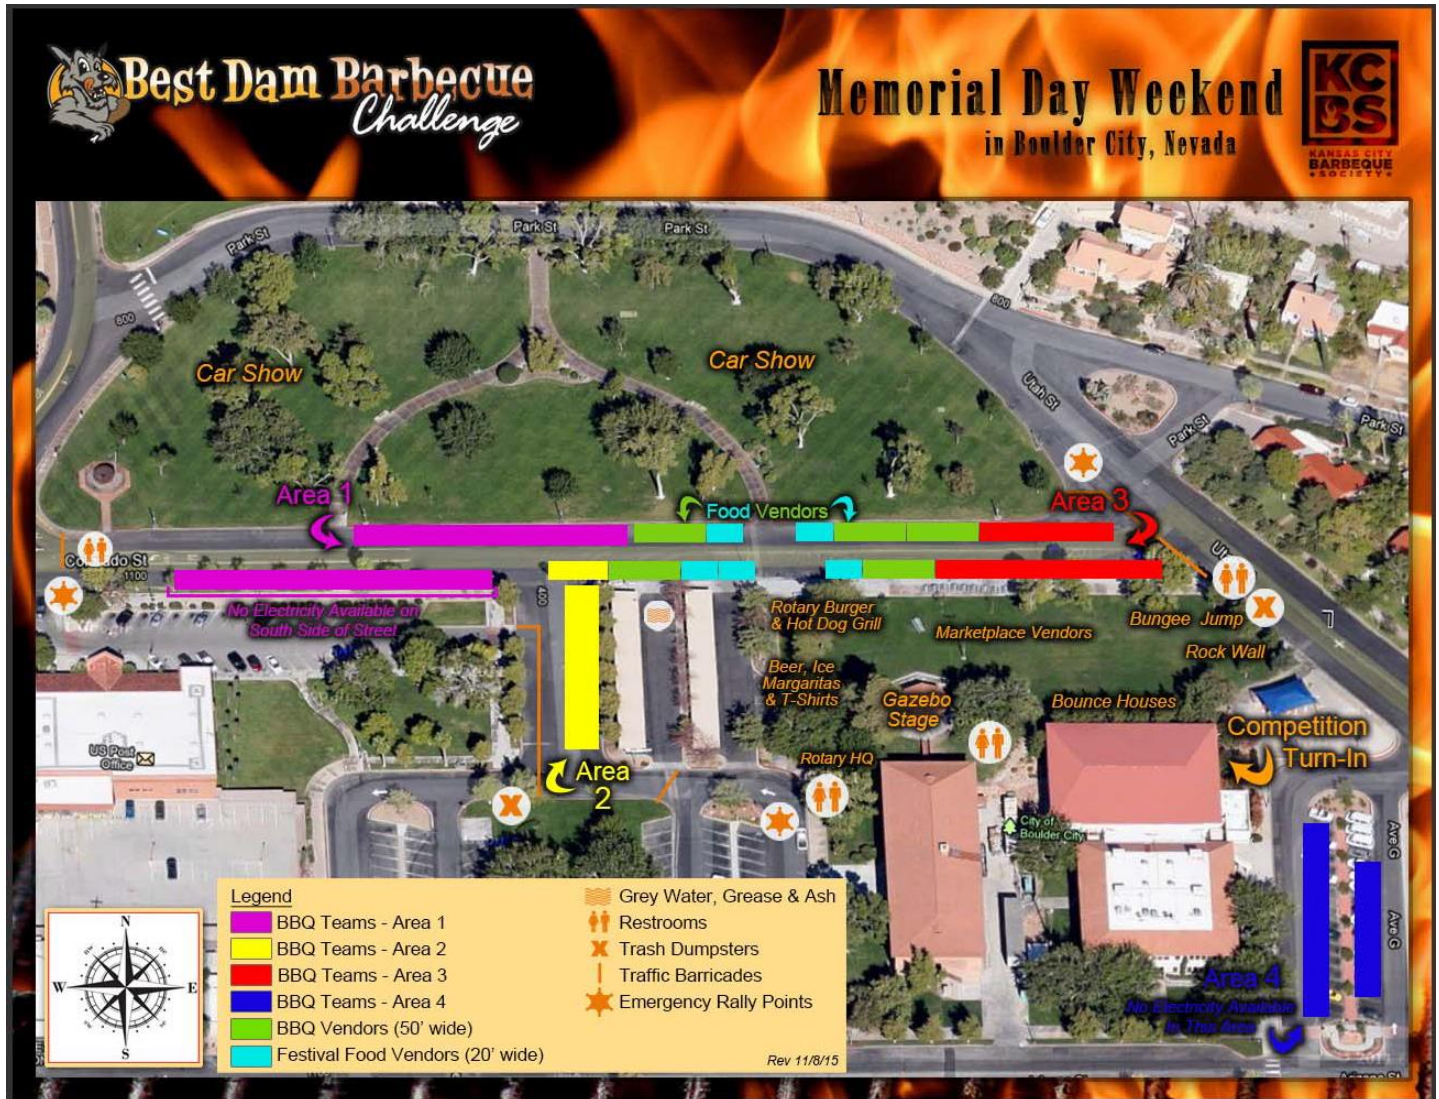 Best Dam Barbecue
Challenge
Memorial Day Weekend
in Boulder City, Nevada
KC
BS
KANSAS CITY
BARBEQUE
SOCIETY
Park St
Park St
Park St
800
800
Car Show
Car Show
Utah St
Park St
Park St
Area 1
Food Vendors
Area 3
Colorado St
1100
400
No Electricity Available on
South Side of Street
Rotary Burger
& Hot Dog Grill
Marketplace Vendors
Bungee Jump
Rock Wall
Beer, Ice
Margaritas
& T-Shirts
Gazebo
Stage
Bounce Houses
Competition
Turn-In
US Post
Office
Rotary HQ
Area
2
City of
Boulder City
Ave G
Ave G
Area 4
No Electricity Available
In This Area
Legend
BBQ Teams - Area 1
BBQ Teams - Area 2
BBQ Teams - Area 3
BBQ Teams - Area 4
BBQ Vendors (50' wide)
Festival Food Vendors (20' wide)
Grey Water, Grease & Ash
Restrooms
Trash Dumpsters
Traffic Barricades
Emergency Rally Points
Rev 11/8/15
N
W
E
S